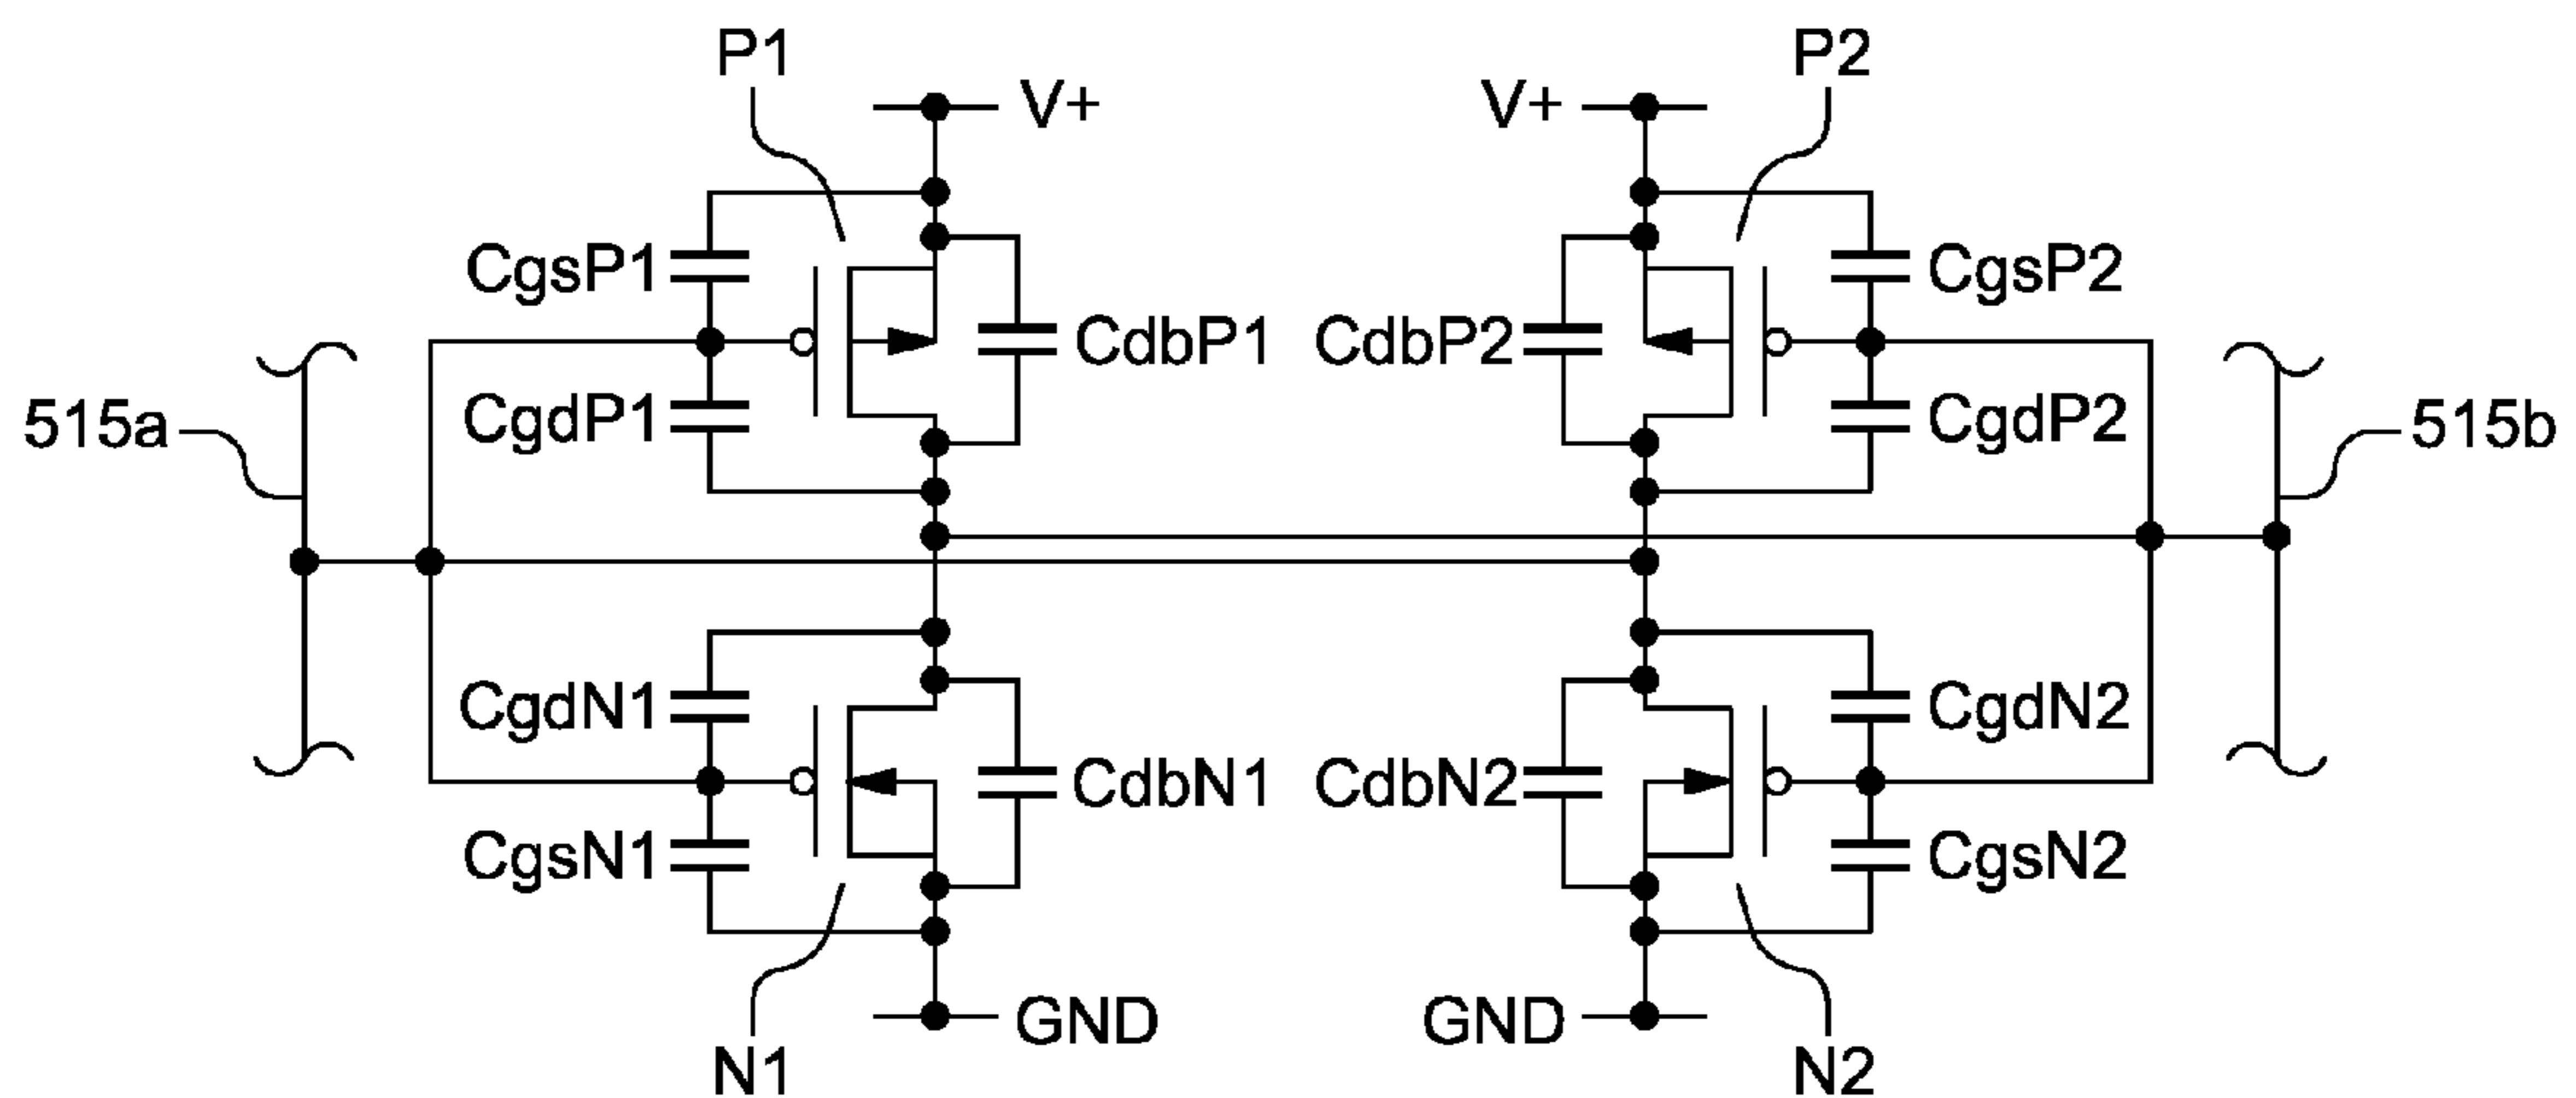 P1
P2
V+
V+
CgsP1
CgsP2
CdbP1
CdbP2
515a
CgdP1
CgdP2
515b
CgdN1
CgdN2
CdbN1
CdbN2
CgsN1
CgsN2
GND
GND
N1
N2